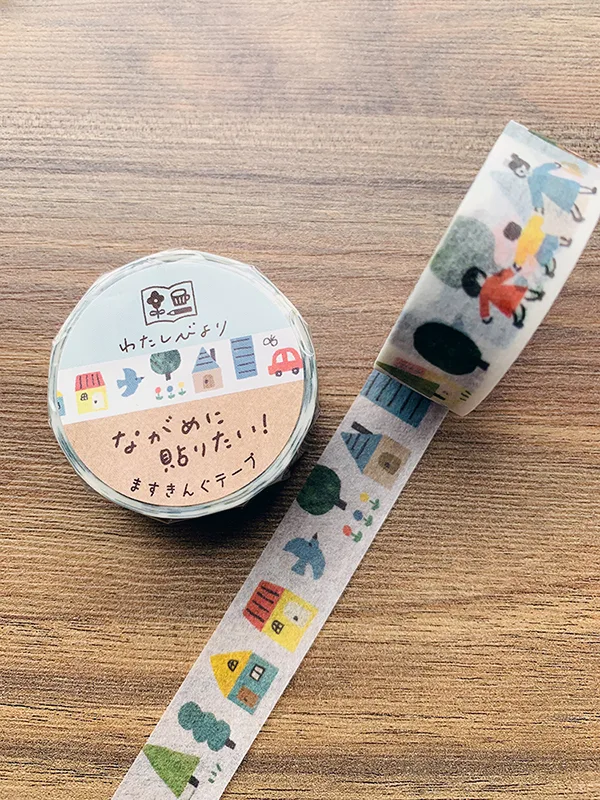 わたしびより
ながめに
貼りたい!
ますきんぐテープ